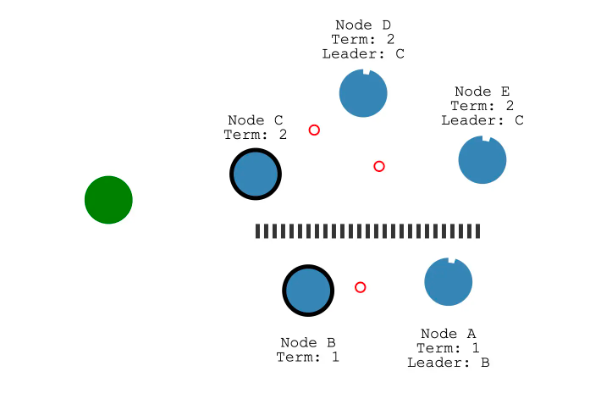 Node D
Term: 2
Leader: C
Node E
Term: 2
Leader: C
Node C
Term: 2
Node B
Term: 1
Node A
Term: 1
Leader: B